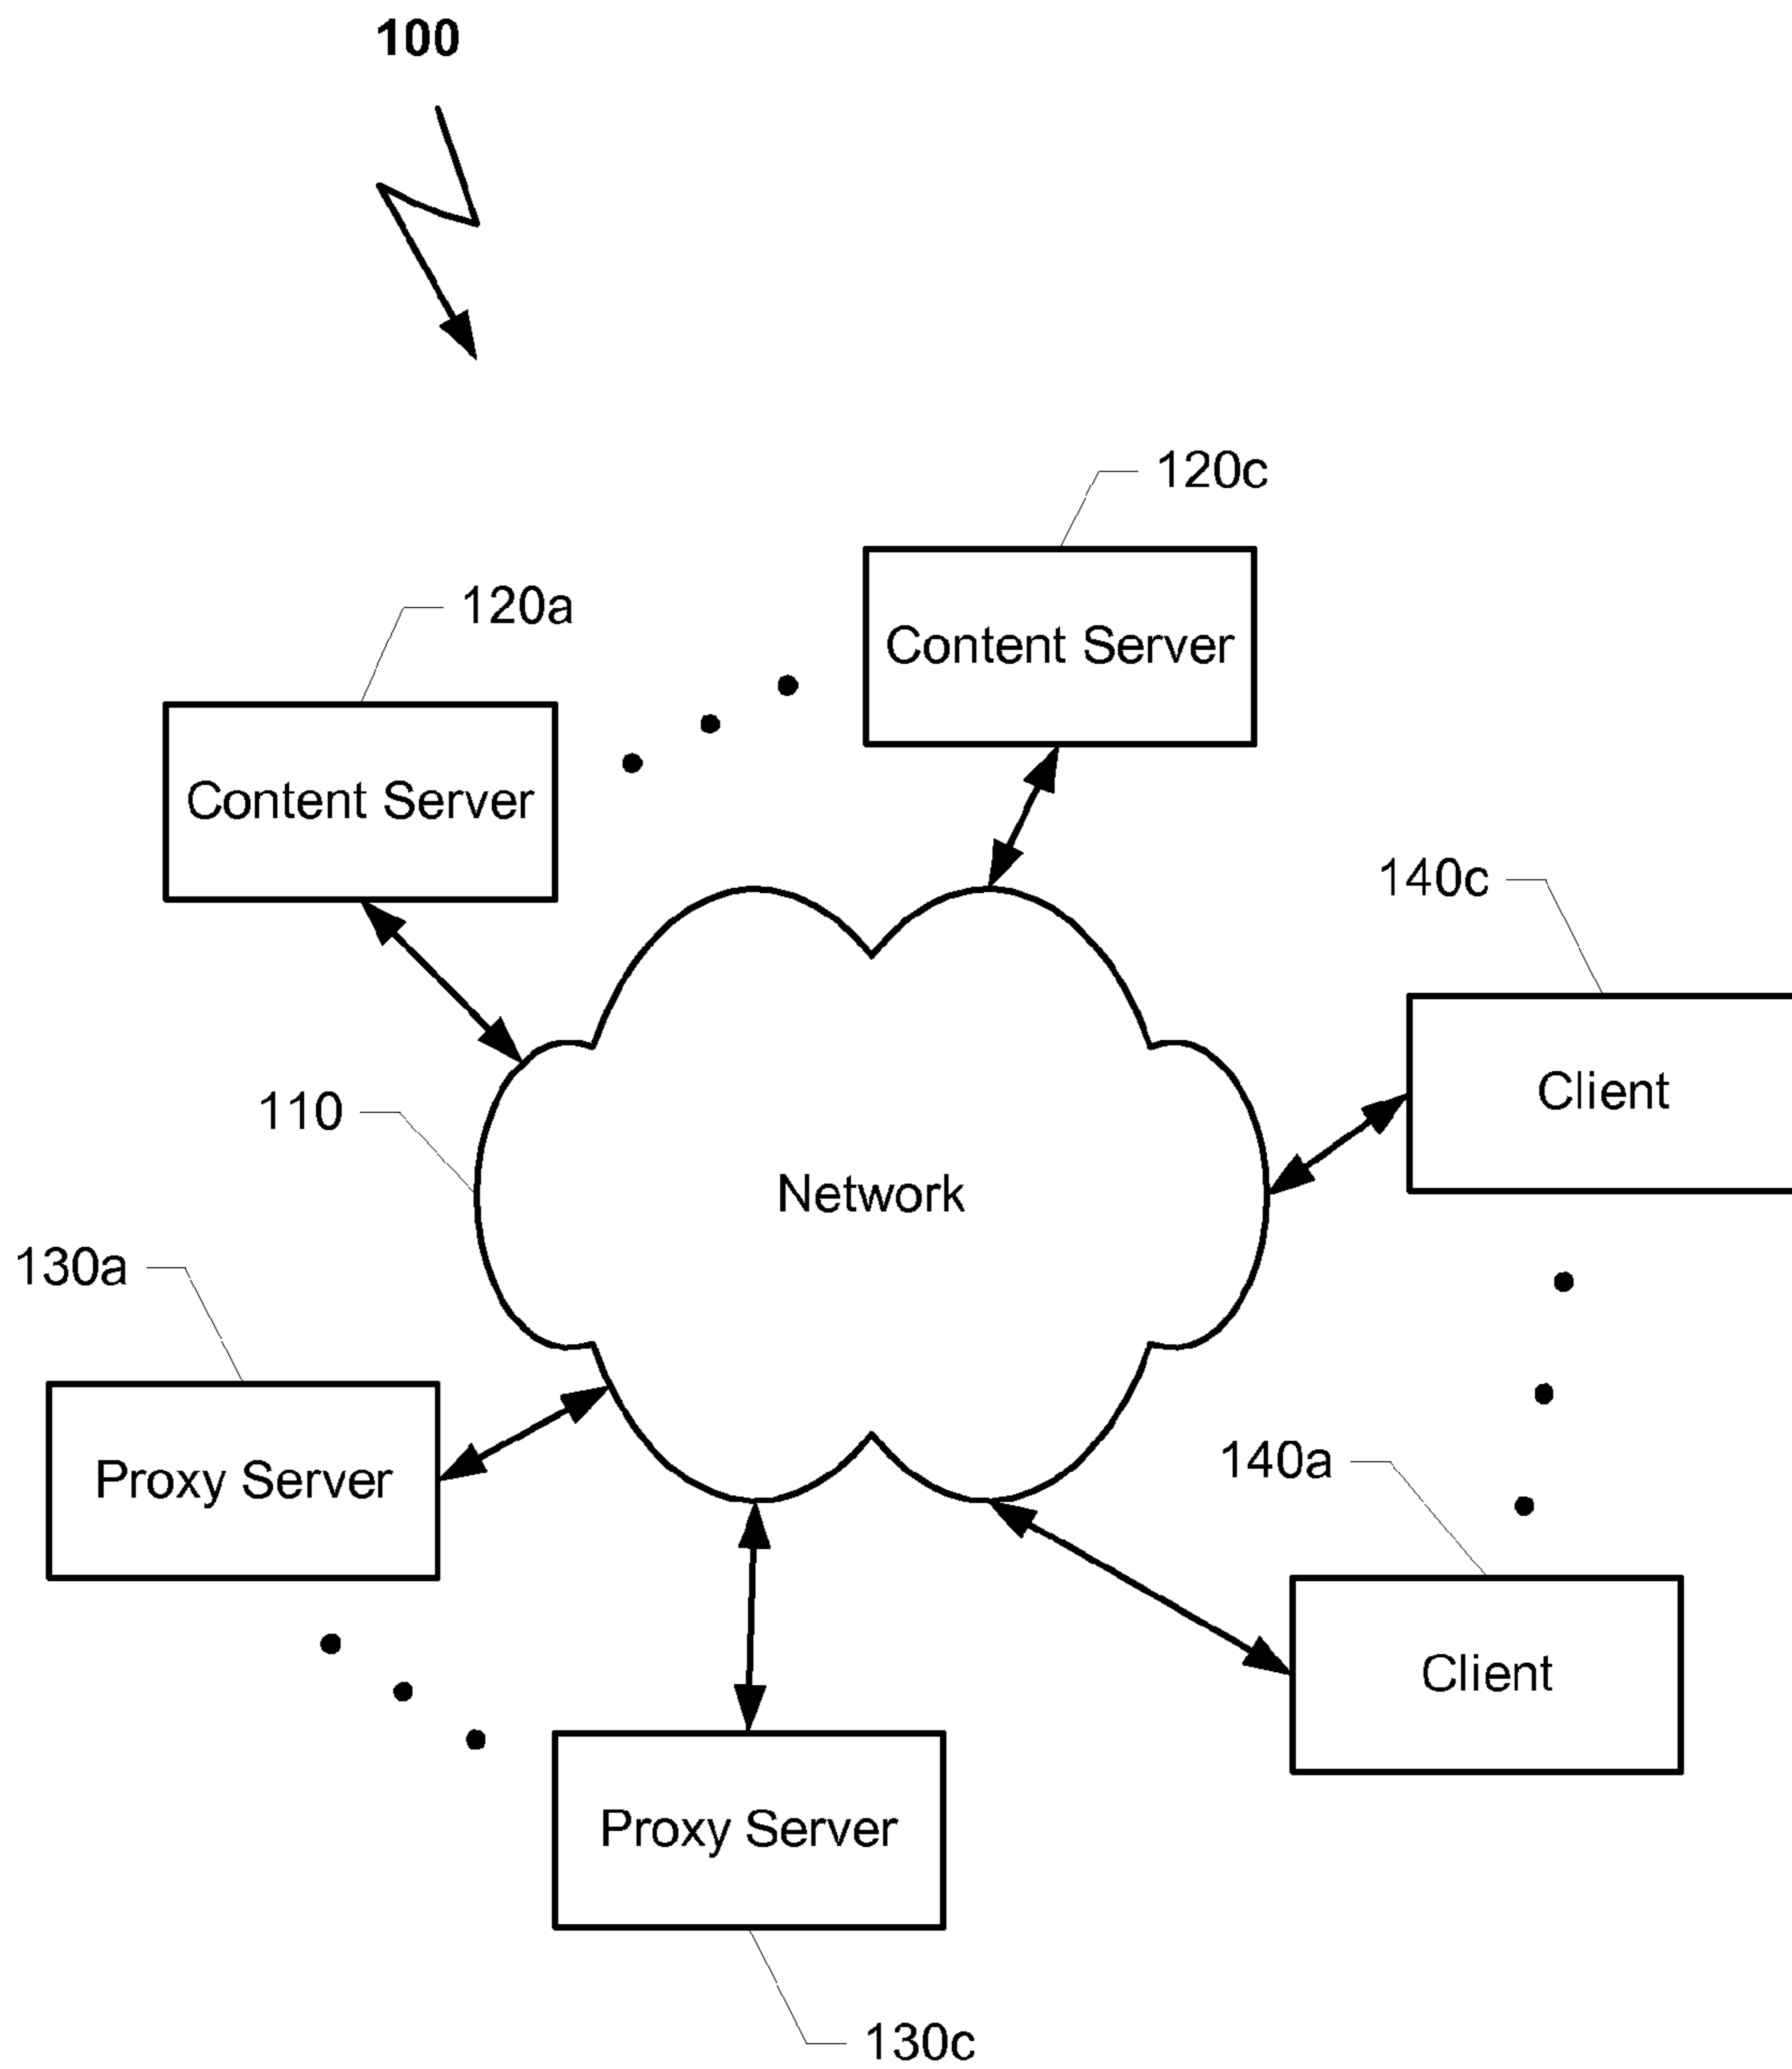 100
120c
Content Server
120a
Content Server
140c
Client
110
Network
130a
Proxy Server
140a
Client
Proxy Server
130c